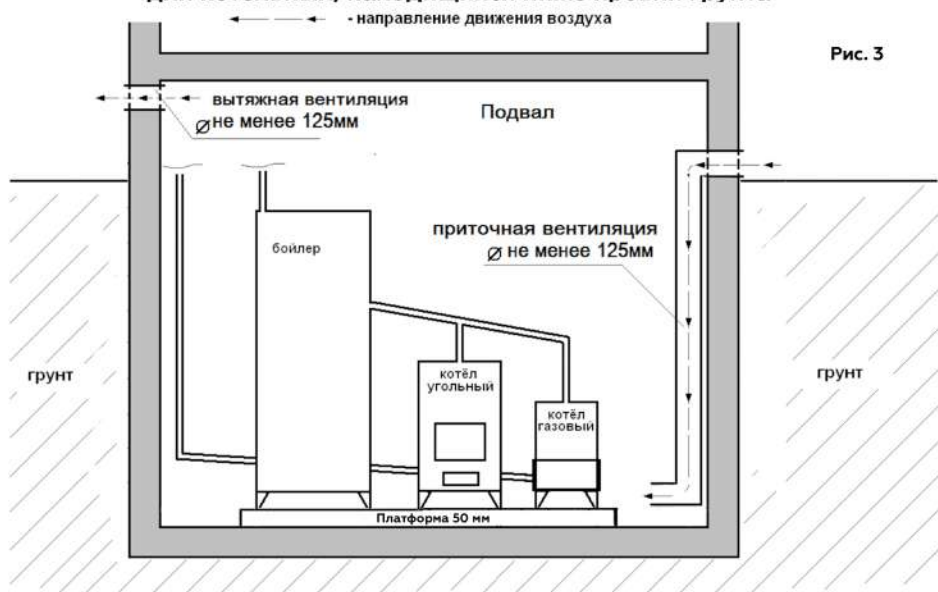 - направление движения воздуха
Рис. 3
вытяжная вентиляция
⌀ не менее 125мм
Подвал
приточная вентиляция
⌀ не менее 125мм
бойлер
грунт
котёл
угольный
котёл
газовый
грунт
Платформа 50 мм